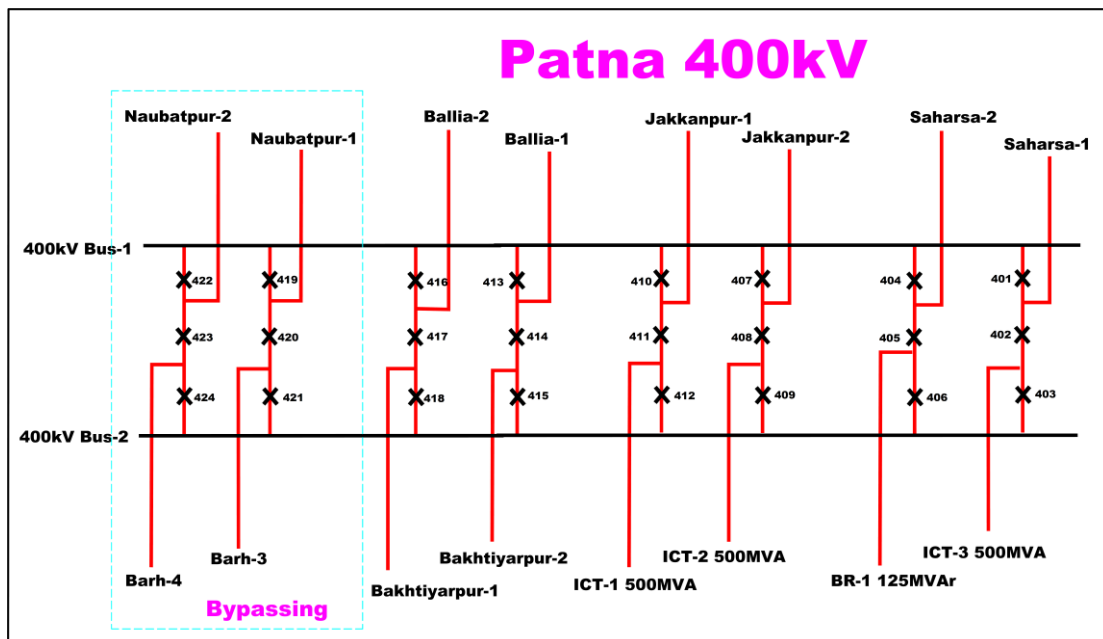 Patna 400kV
Naubatpur-2
Naubatpur-1
Ballia-2
Ballia-1
Jakkanpur-1
Jakkanpur-2
Saharsa-2
Saharsa-1
400kV Bus-1
422
419
416
413
410
407
404
401
423
420
417
414
411
408
405
402
424
421
418
415
412
409
406
403
400kV Bus-2
Barh-4
Barh-3
Bakhtiyarpur-1
Bakhtiyarpur-2
ICT-1 500MVA
ICT-2 500MVA
BR-1 125MVAr
ICT-3 500MVA
Bypassing